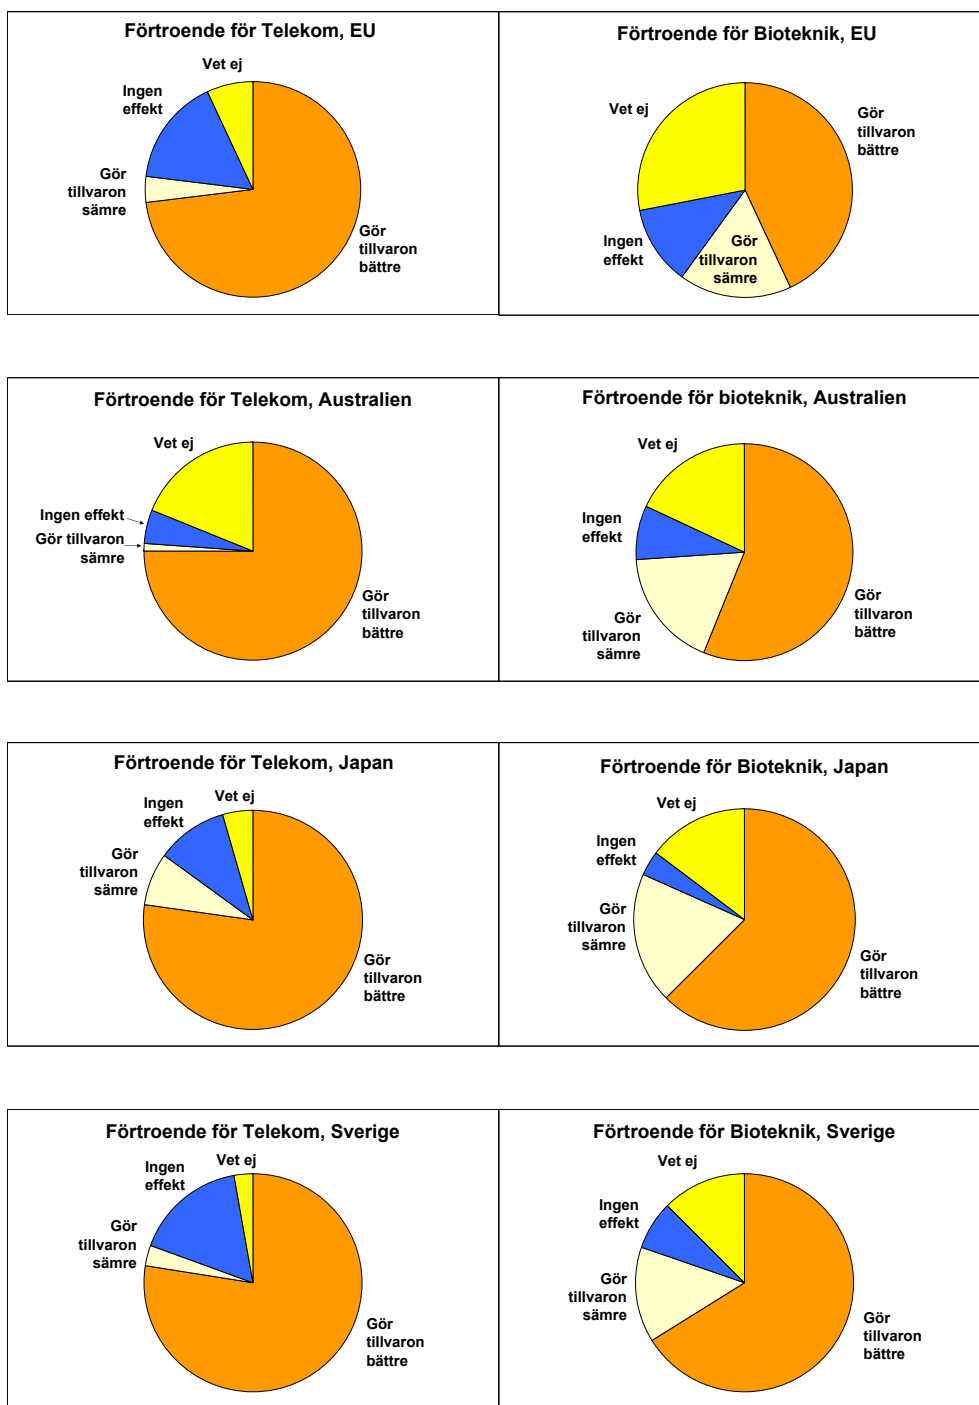 Förtroende för Telekom, EU
Vet ej
Ingen
effekt
Gör
tillvaron
sämre
Gör
tillvaron
bättre
Förtroende för Bioteknik, EU
Vet ej
Gör
tillvaron
bättre
Ingen
effekt
Gör
tillvaron
sämre
Förtroende för Telekom, Australien
Vet ej
Ingen effekt
Gör tillvaron
sämre
Gör
tillvaron
bättre
Förtroende för bioteknik, Australien
Vet ej
Ingen
effekt
Gör
tillvaron
sämre
Gör
tillvaron
bättre
Förtroende för Telekom, Japan
Vet ej
Ingen
effekt
Gör
tillvaron
sämre
Gör
tillvaron
bättre
Förtroende för Bioteknik, Japan
Vet ej
Ingen
effekt
Gör
tillvaron
sämre
Gör
tillvaron
bättre
Förtroende för Telekom, Sverige
Vet ej
Ingen
effekt
Gör
tillvaron
sämre
Gör
tillvaron
bättre
Förtroende för Bioteknik, Sverige
Vet ej
Ingen
effekt
Gör
tillvaron
sämre
Gör
tillvaron
bättre